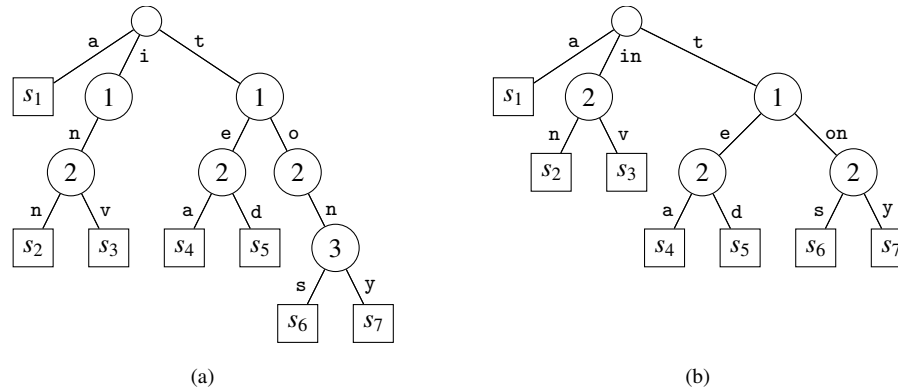 a i t
s1 1 1
n e o
2 2 2
n v a d n
s2 s3 s4 s5 3
s y
s6 s7
(a)
a in t
s1 2 1
n v e on
s2 s3 2 2
a d s y
s4 s5 s6 s7
(b)